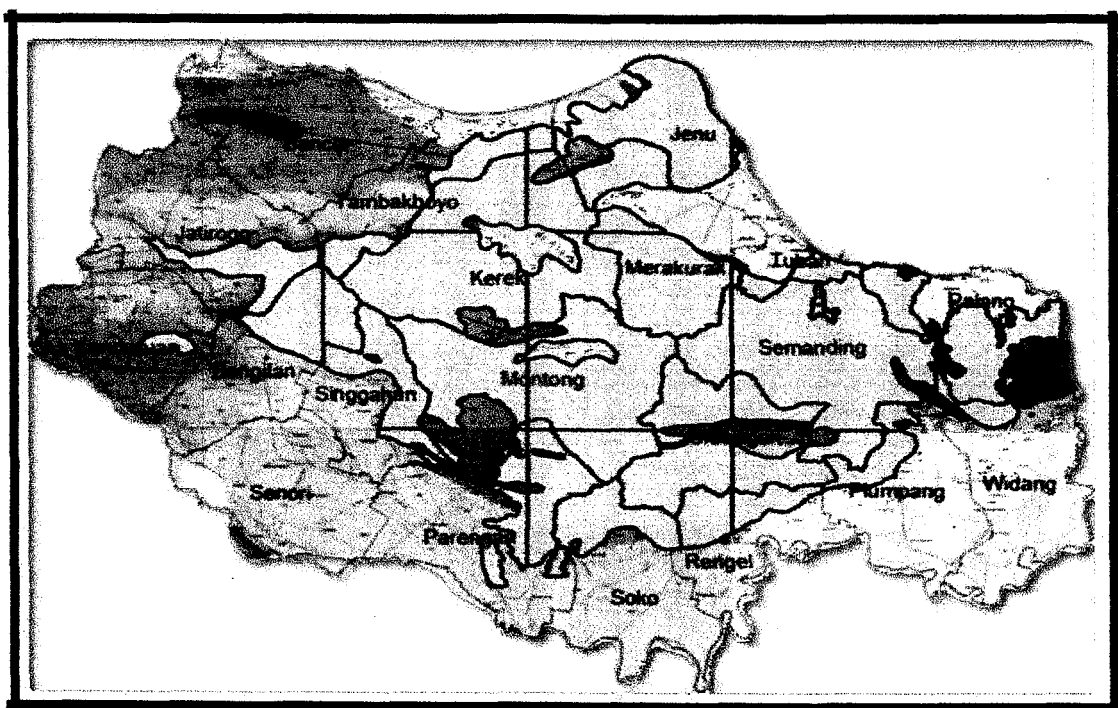 Jenu
Tambakboyo
Jatirogo
Kerek
Merakurak
Tuban
Palang
Semanding
Montong
Bangilan
Singgahan
Senori
Plumpang
Widang
Parengan
Rengel
Soko